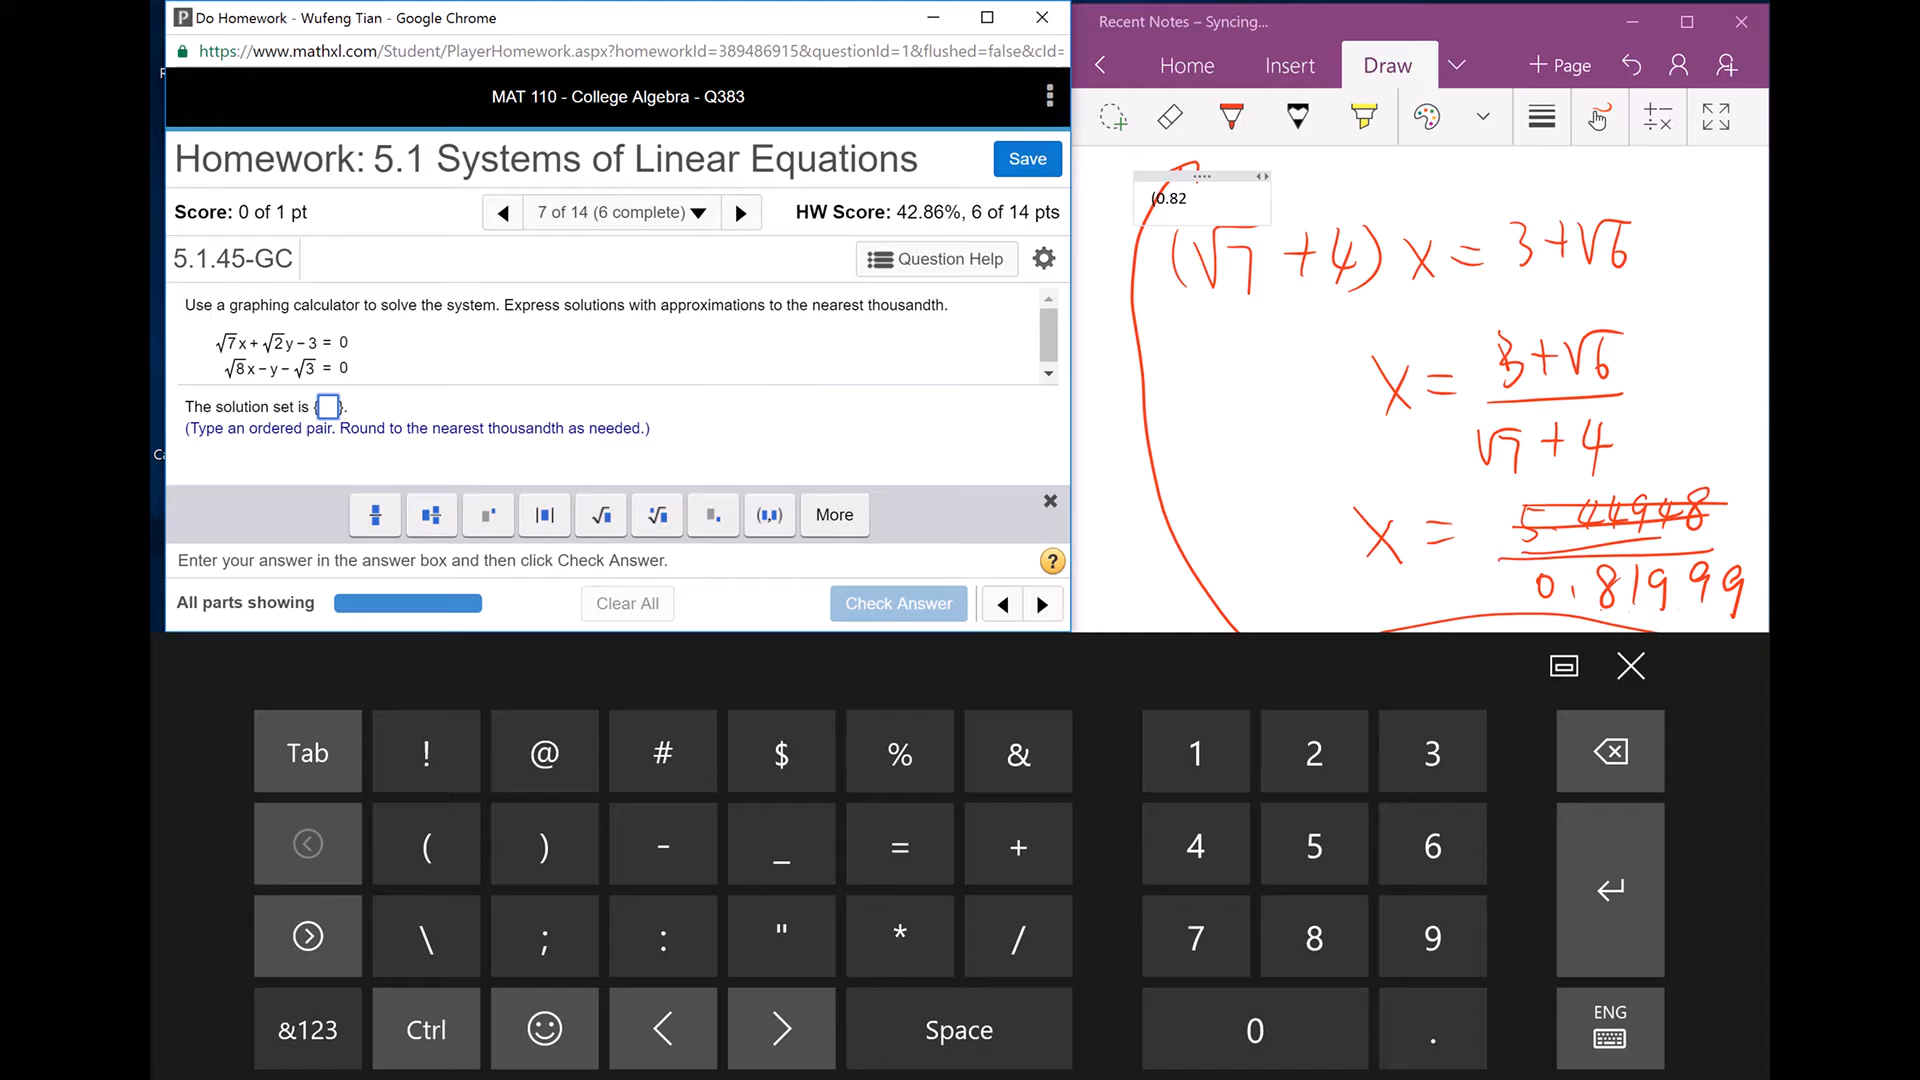 Do Homework - Wufeng Tian - Google Chrome
https://www.mathxl.com/Student/PlayerHomework.aspx?homeworkId=389486915&questionId=1&flushed=false&cId=
MAT 110 - College Algebra - Q383
Homework: 5.1 Systems of Linear Equations
Save
Score: 0 of 1 pt
7 of 14 (6 complete)
HW Score: 42.86%, 6 of 14 pts
5.1.45-GC
Question Help
Use a graphing calculator to solve the system. Express solutions with approximations to the nearest thousandth.
√7x + √2y − 3 = 0
√8x − y − √3 = 0
The solution set is { }.
(Type an ordered pair. Round to the nearest thousandth as needed.)
More
Enter your answer in the answer box and then click Check Answer.
?
All parts showing
Clear All
Check Answer
Recent Notes – Syncing...
Home Insert Draw + Page
(0.82
(√7 + 4) x = 3 + √6
x = 3 + √6
√7 + 4
x = 5.44948
0.81999
Tab ! @ # $ % & 1 2 3
( ) - _ = + 4 5 6
\ ; : " * / 7 8 9
&123 Ctrl < > Space 0 . ENG